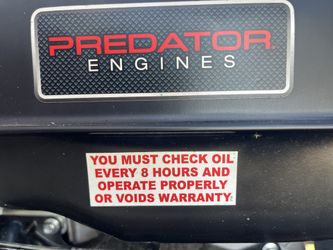 PREDATOR
ENGINES
YOU MUST CHECK OIL
EVERY 8 HOURS AND
OPERATE PROPERLY
OR VOIDS WARRANTY